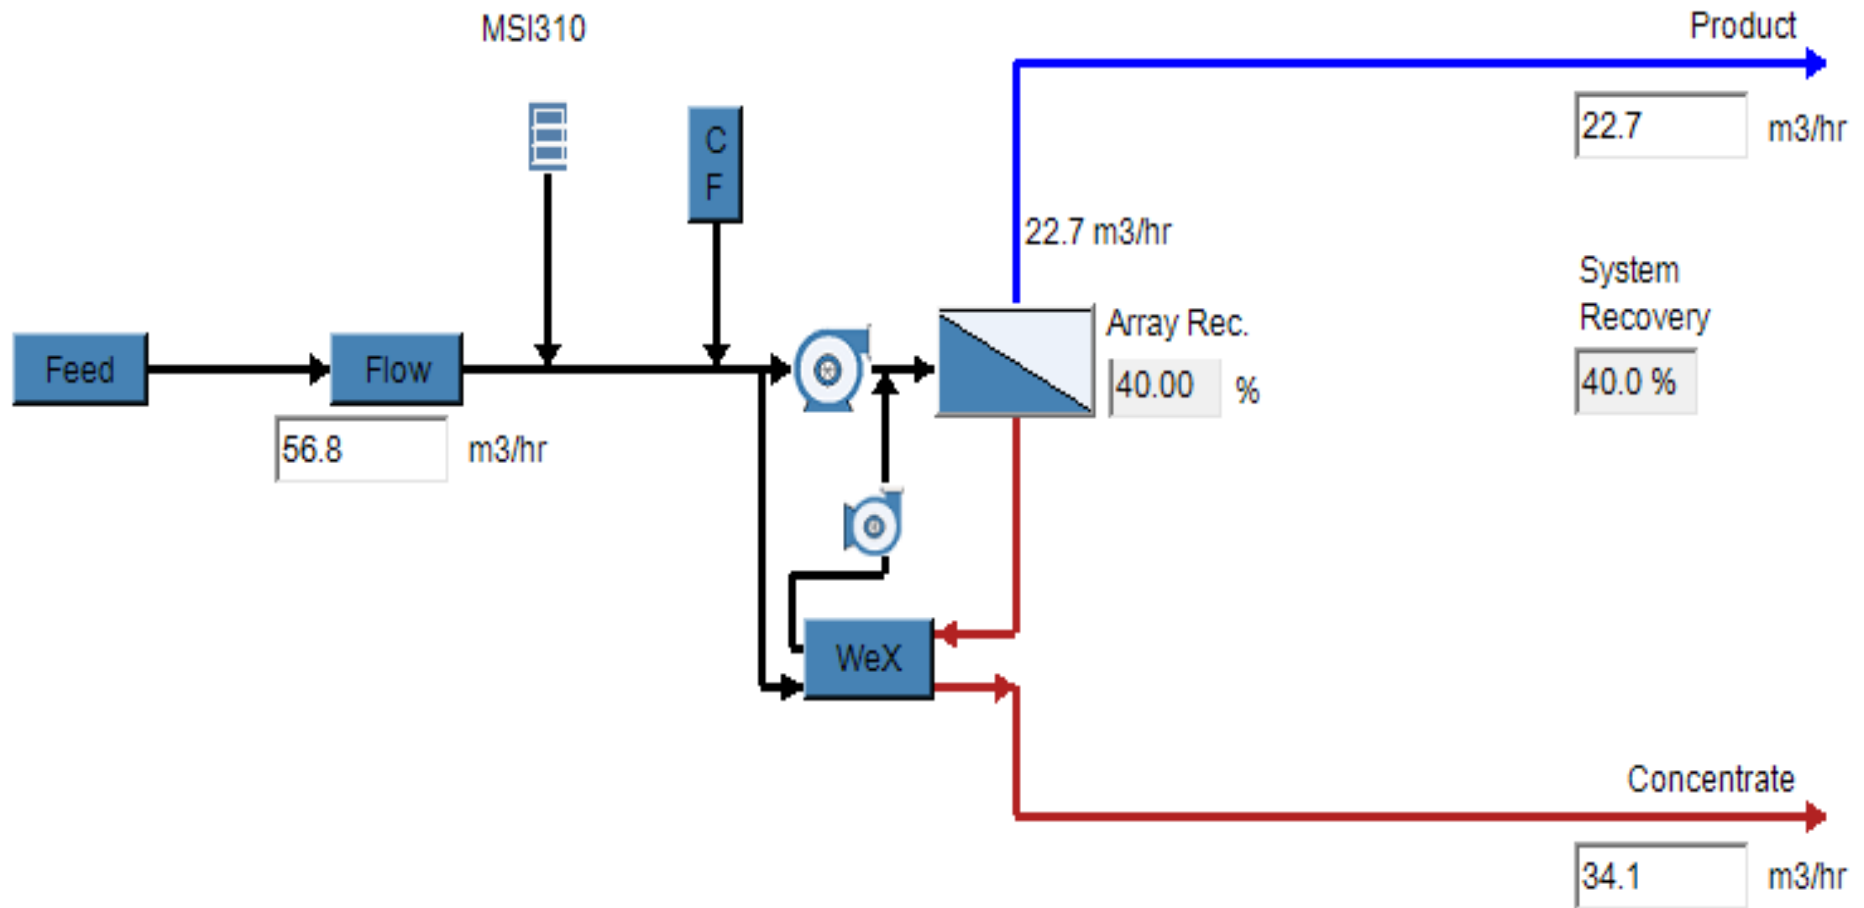 MSI310
Product
22.7 m3/hr
C
F
22.7 m3/hr
System
Recovery
40.0 %
Array Rec.
40.00 %
Feed
Flow
56.8 m3/hr
WeX
Concentrate
34.1 m3/hr